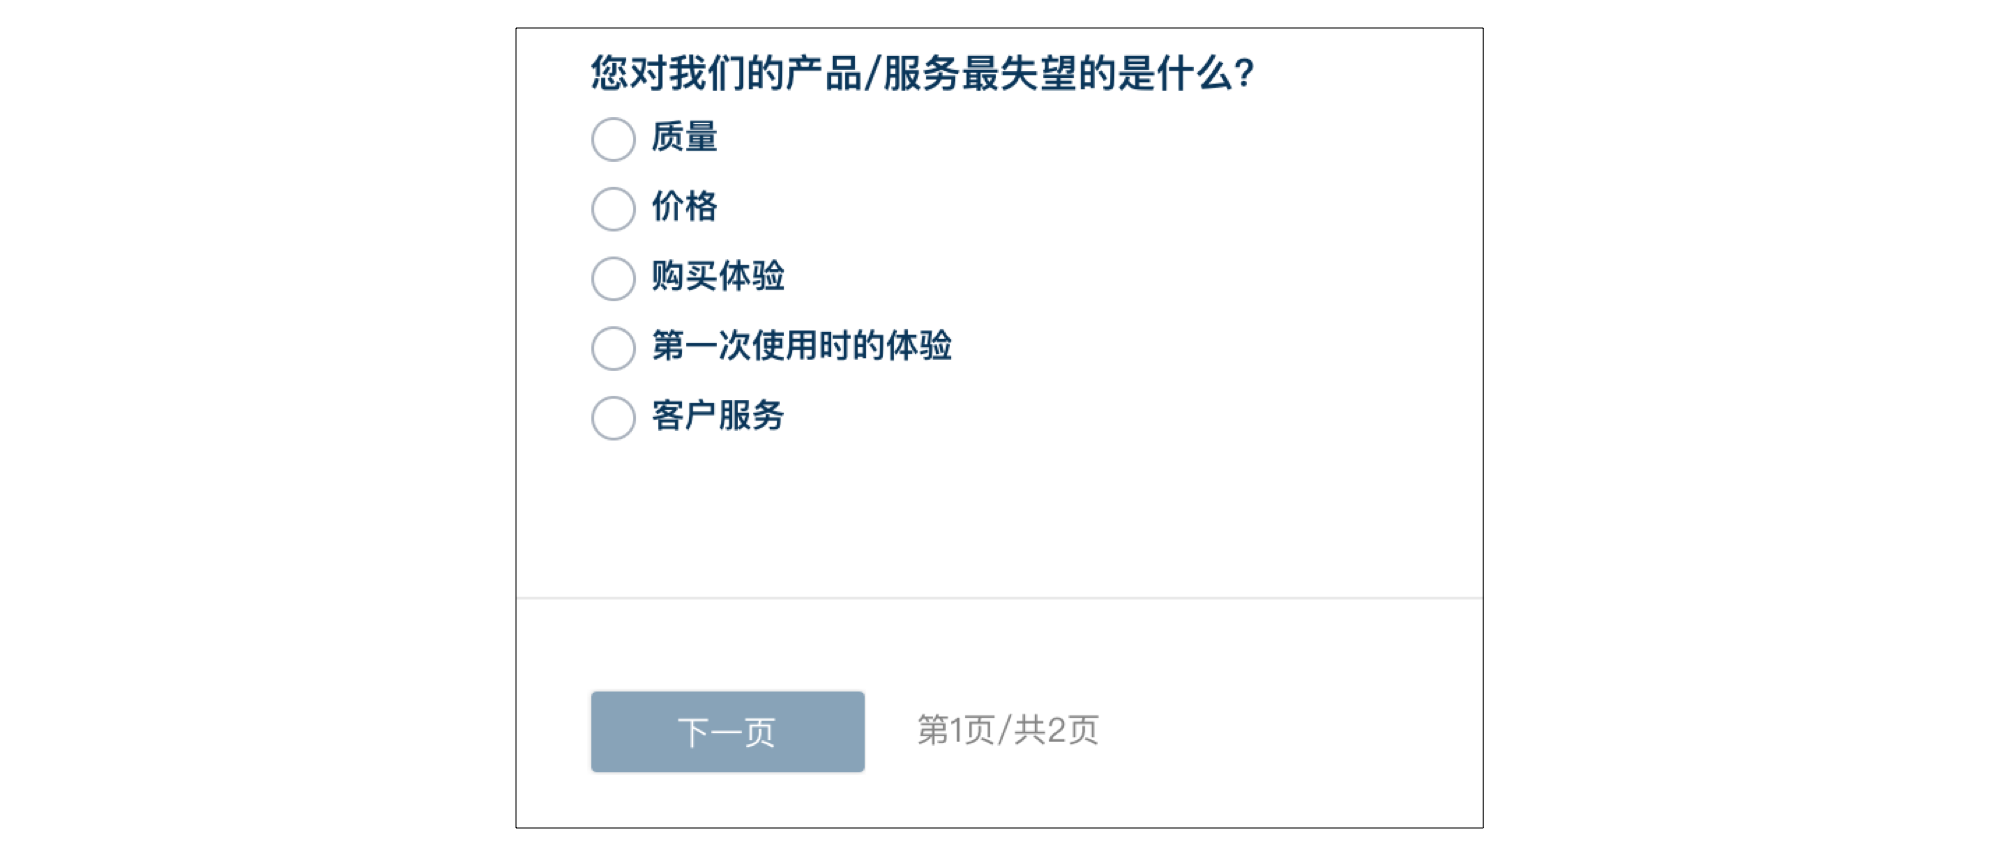 您对我们的产品/服务最失望的是什么?
质量
价格
购买体验
第一次使用时的体验
客户服务
下一页
第1页/共2页